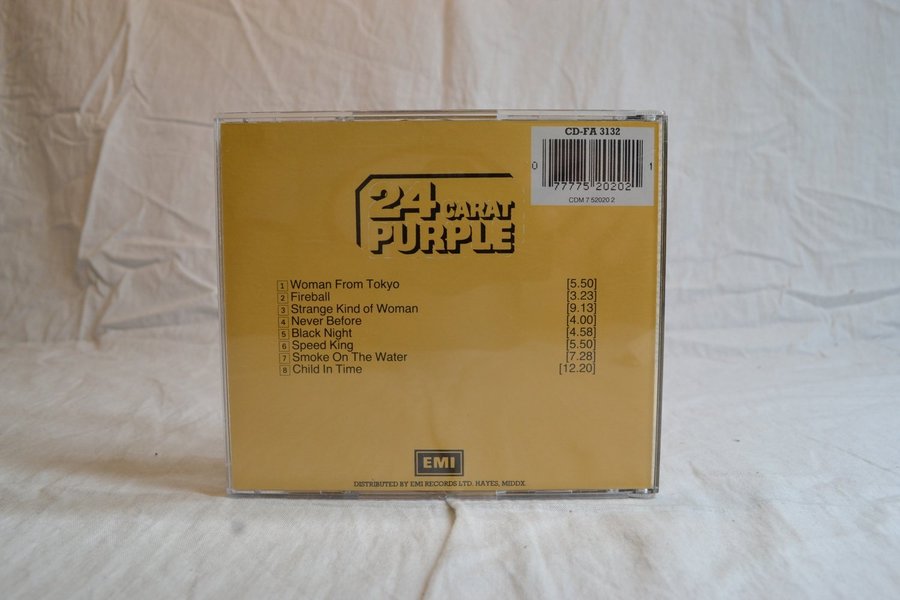 CD-FA 3132
0 77775 20202 1
CDM 7 52020 2
24 CARAT
PURPLE
1 Woman From Tokyo [5.50]
2 Fireball [3.23]
3 Strange Kind of Woman [9.13]
4 Never Before [4.00]
5 Black Night [4.58]
6 Speed King [5.50]
7 Smoke On The Water [7.28]
8 Child In Time [12.20]
EMI
DISTRIBUTED BY EMI RECORDS LTD. HAYES, MIDDX.